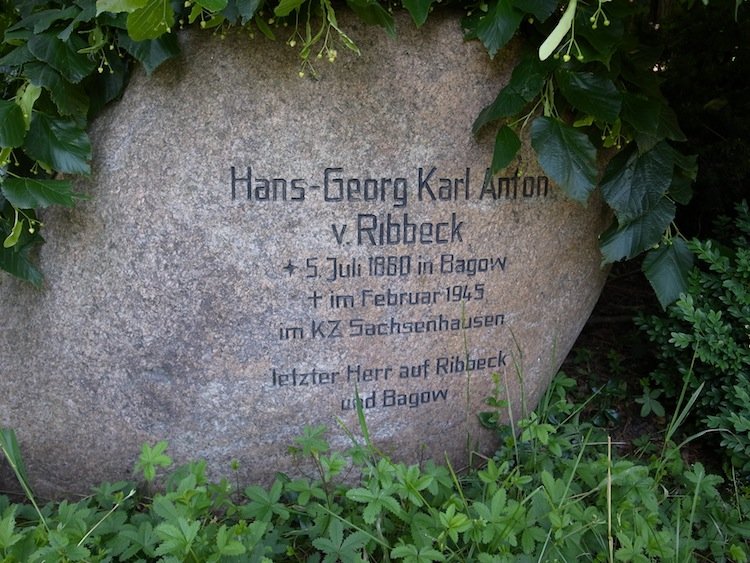 Hans-Georg Karl Anton
v. Ribbeck
* 5. Juli 1880 in Bagow
† im Februar 1945
im KZ Sachsenhausen
letzter Herr auf Ribbeck
und Bagow